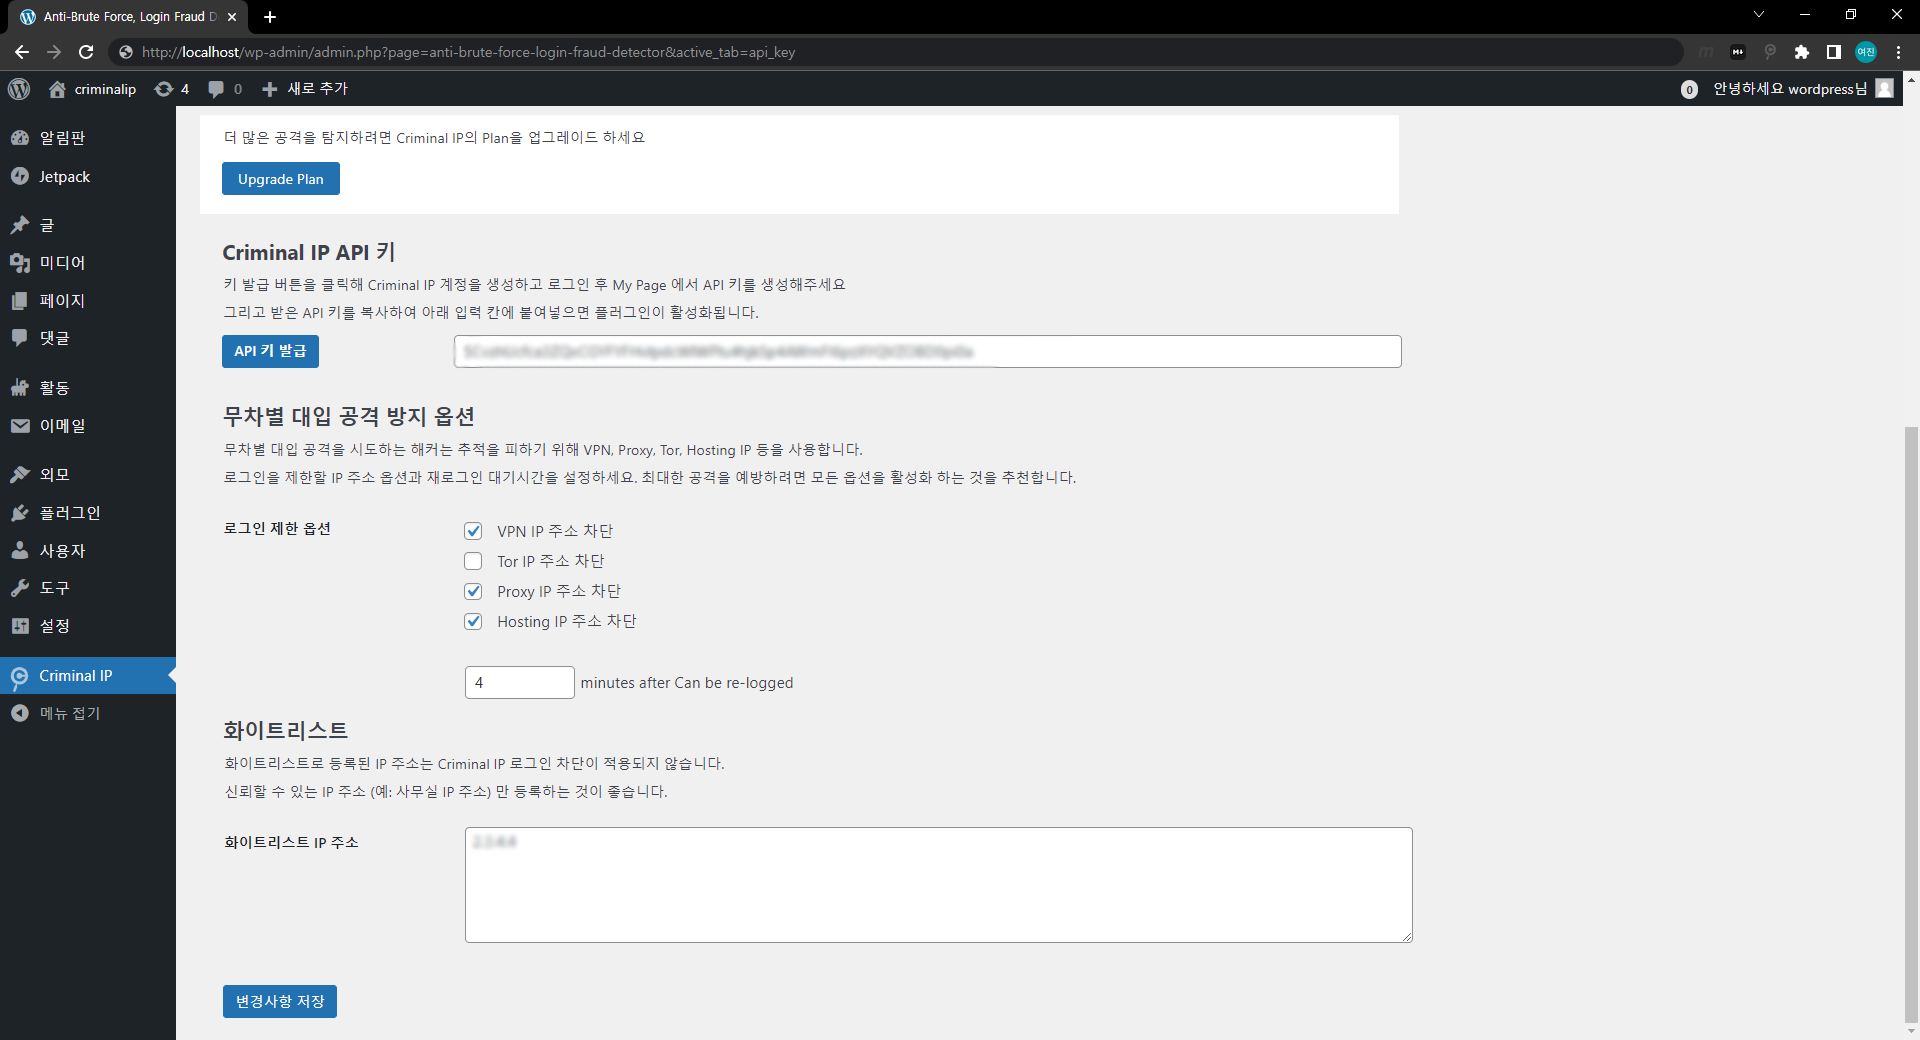 Anti-Brute Force, Login Fraud D
http://localhost/wp-admin/admin.php?page=anti-brute-force-login-fraud-detector&active_tab=api_key
여진
criminalip
4
0
새로 추가
0
안녕하세요 wordpress님
알림판
Jetpack
글
미디어
페이지
댓글
활동
이메일
외모
플러그인
사용자
도구
설정
Criminal IP
메뉴 접기
더 많은 공격을 탐지하려면 Criminal IP의 Plan을 업그레이드 하세요
Upgrade Plan
Criminal IP API 키
키 발급 버튼을 클릭해 Criminal IP 계정을 생성하고 로그인 후 My Page 에서 API 키를 생성해주세요
그리고 받은 API 키를 복사하여 아래 입력 칸에 붙여넣으면 플러그인이 활성화됩니다.
API 키 발급
무차별 대입 공격 방지 옵션
무차별 대입 공격을 시도하는 해커는 추적을 피하기 위해 VPN, Proxy, Tor, Hosting IP 등을 사용합니다.
로그인을 제한할 IP 주소 옵션과 재로그인 대기시간을 설정하세요. 최대한 공격을 예방하려면 모든 옵션을 활성화 하는 것을 추천합니다.
로그인 제한 옵션
VPN IP 주소 차단
Tor IP 주소 차단
Proxy IP 주소 차단
Hosting IP 주소 차단
4 minutes after Can be re-logged
화이트리스트
화이트리스트로 등록된 IP 주소는 Criminal IP 로그인 차단이 적용되지 않습니다.
신뢰할 수 있는 IP 주소 (예: 사무실 IP 주소) 만 등록하는 것이 좋습니다.
화이트리스트 IP 주소
변경사항 저장